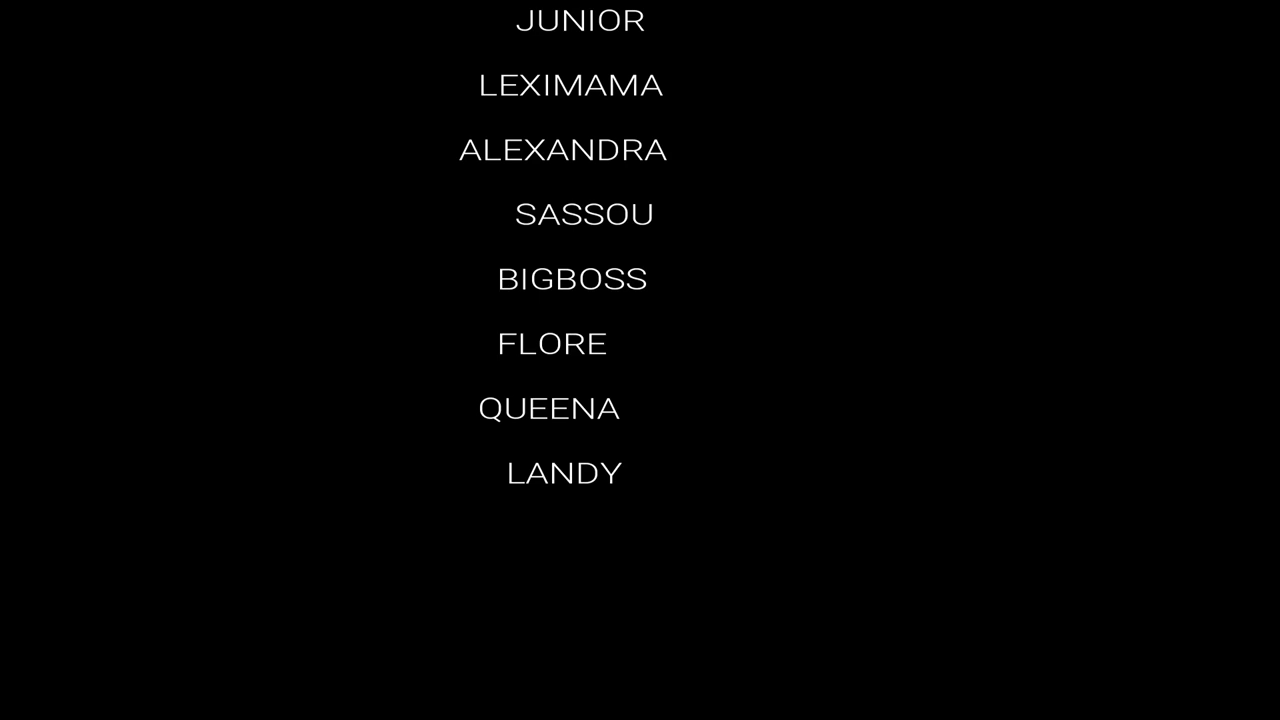 JUNIOR
LEXIMAMA
ALEXANDRA
SASSOU
BIGBOSS
FLORE
QUEENA
LANDY